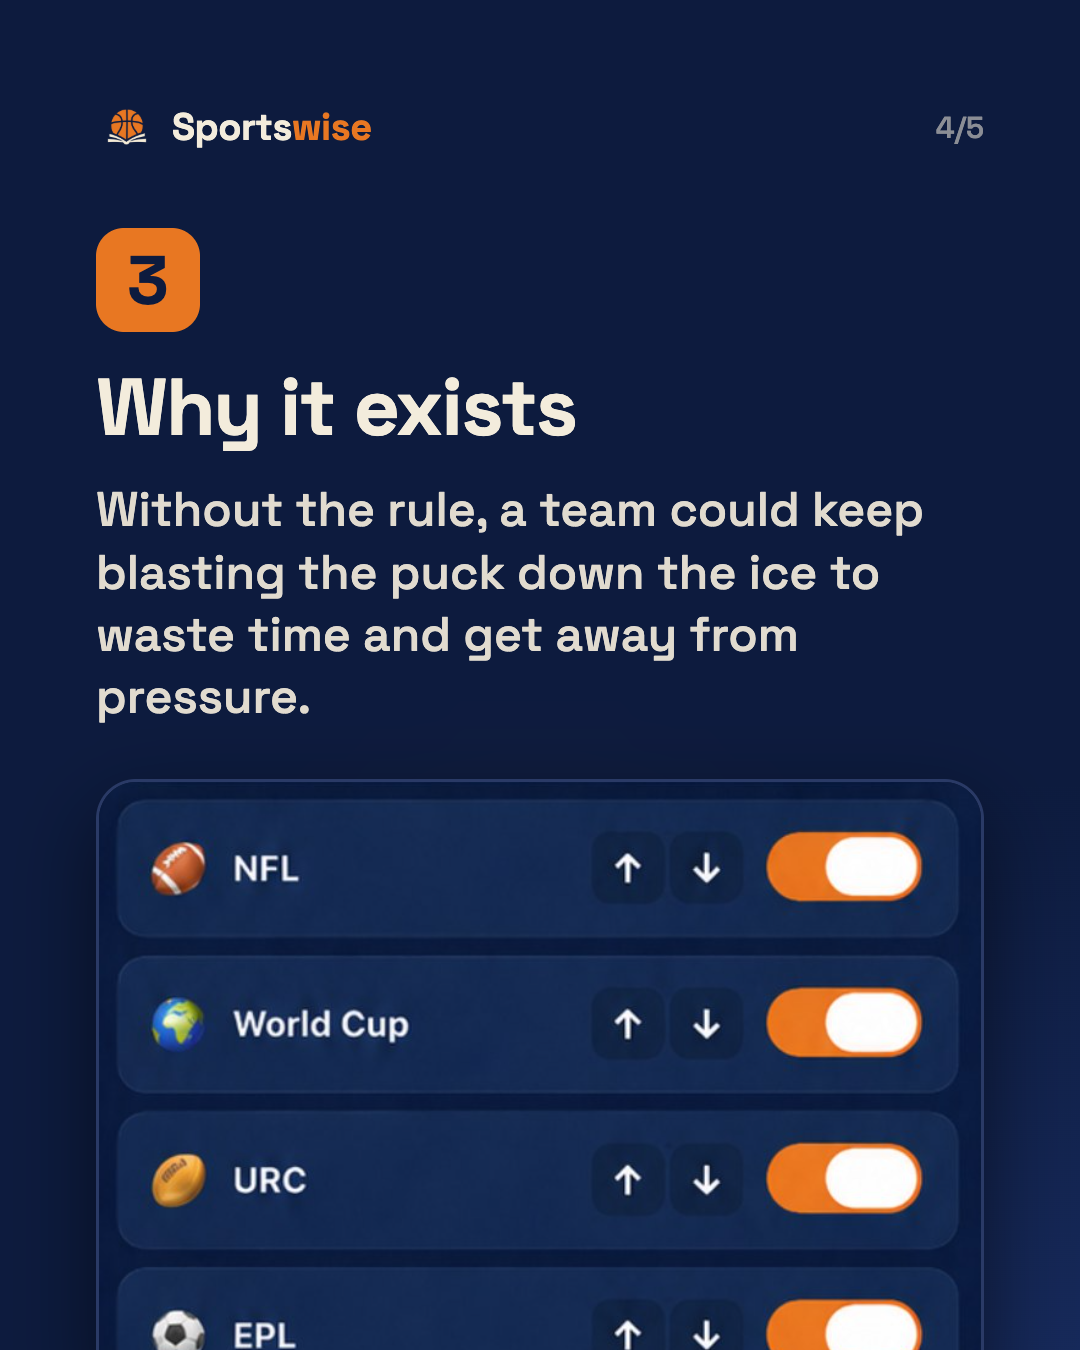 Sportswise
4/5
3
Why it exists
Without the rule, a team could keep
blasting the puck down the ice to
waste time and get away from
pressure.
NFL
World Cup
URC
EPL